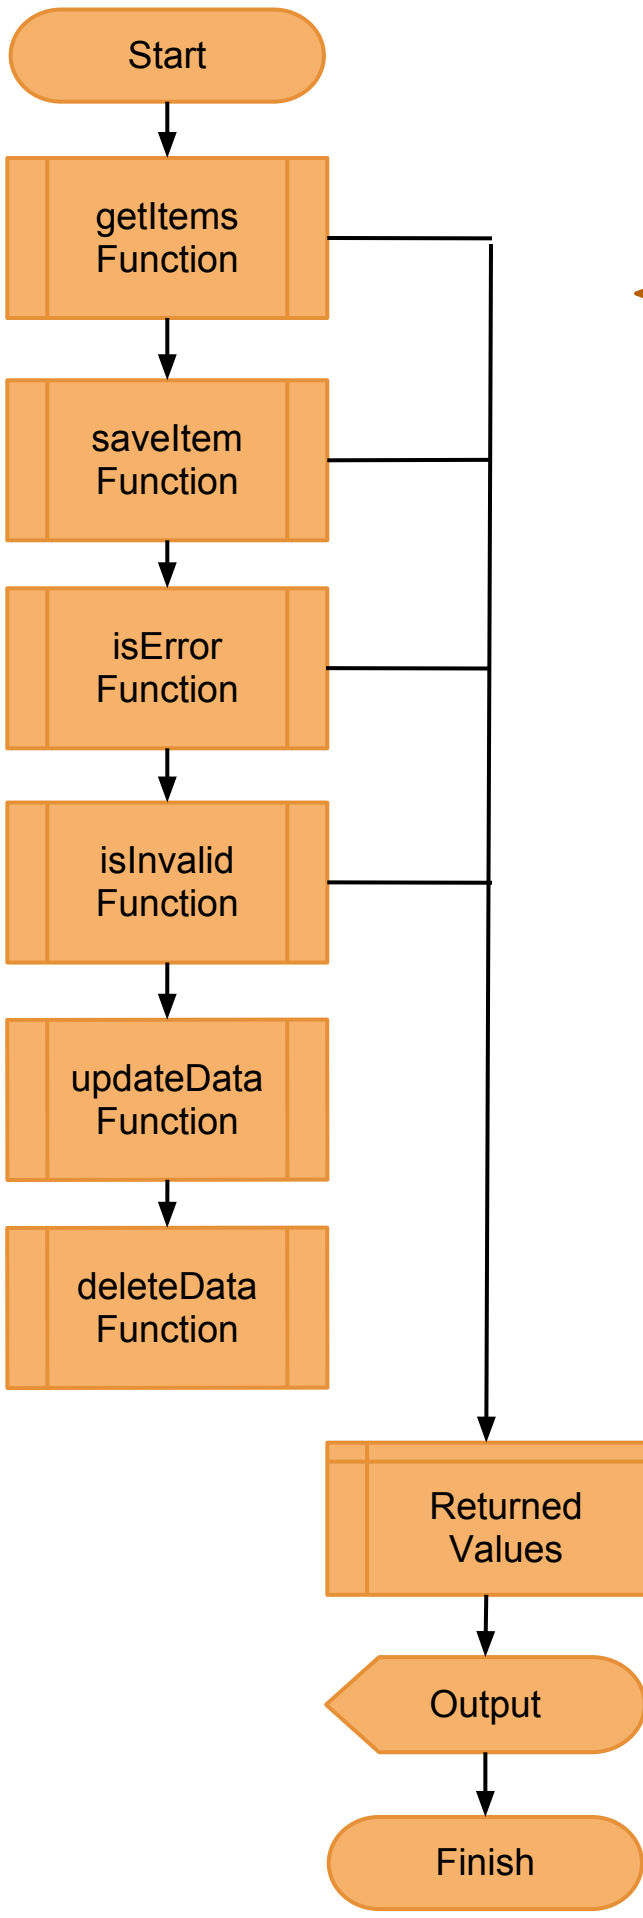 Start
getItems
Function
saveItem
Function
isError
Function
isInvalid
Function
updateData
Function
deleteData
Function
Returned
Values
Output
Finish